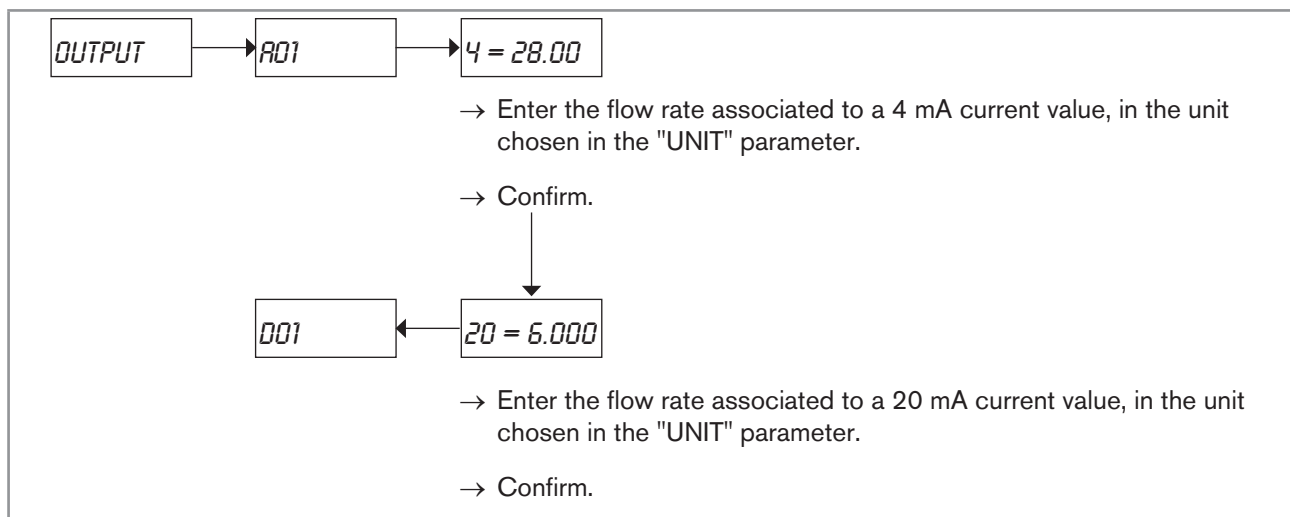 OUTPUT
AO1
4 = 28.00
→ Enter the flow rate associated to a 4 mA current value, in the unit
chosen in the "UNIT" parameter.
→ Confirm.
DO1
20 = 6.000
→ Enter the flow rate associated to a 20 mA current value, in the unit
chosen in the "UNIT" parameter.
→ Confirm.